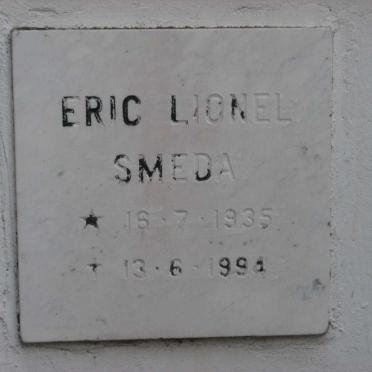 ERIC LIONEL
SMEDA
★ 16·7·1935
† 13·6·1994